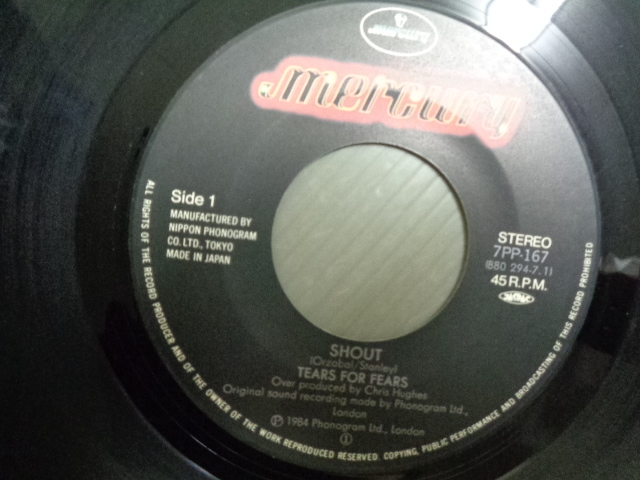 mercury
mercury
Side 1
MANUFACTURED BY
NIPPON PHONOGRAM
CO. LTD., TOKYO
MADE IN JAPAN
STEREO
7PP-167
(880 294-7.1)
45 R.P.M.
SHOUT
(Orzabal/Stanley)
TEARS FOR FEARS
Over produced by Chris Hughes
Original sound recording made by Phonogram Ltd.,
London
Ⓟ 1984 Phonogram Ltd., London
①
ALL RIGHTS OF THE RECORD PRODUCER AND OF THE OWNER OF THE WORK REPRODUCED RESERVED. COPYING, PUBLIC PERFORMANCE AND BROADCASTING OF THIS RECORD PROHIBITED